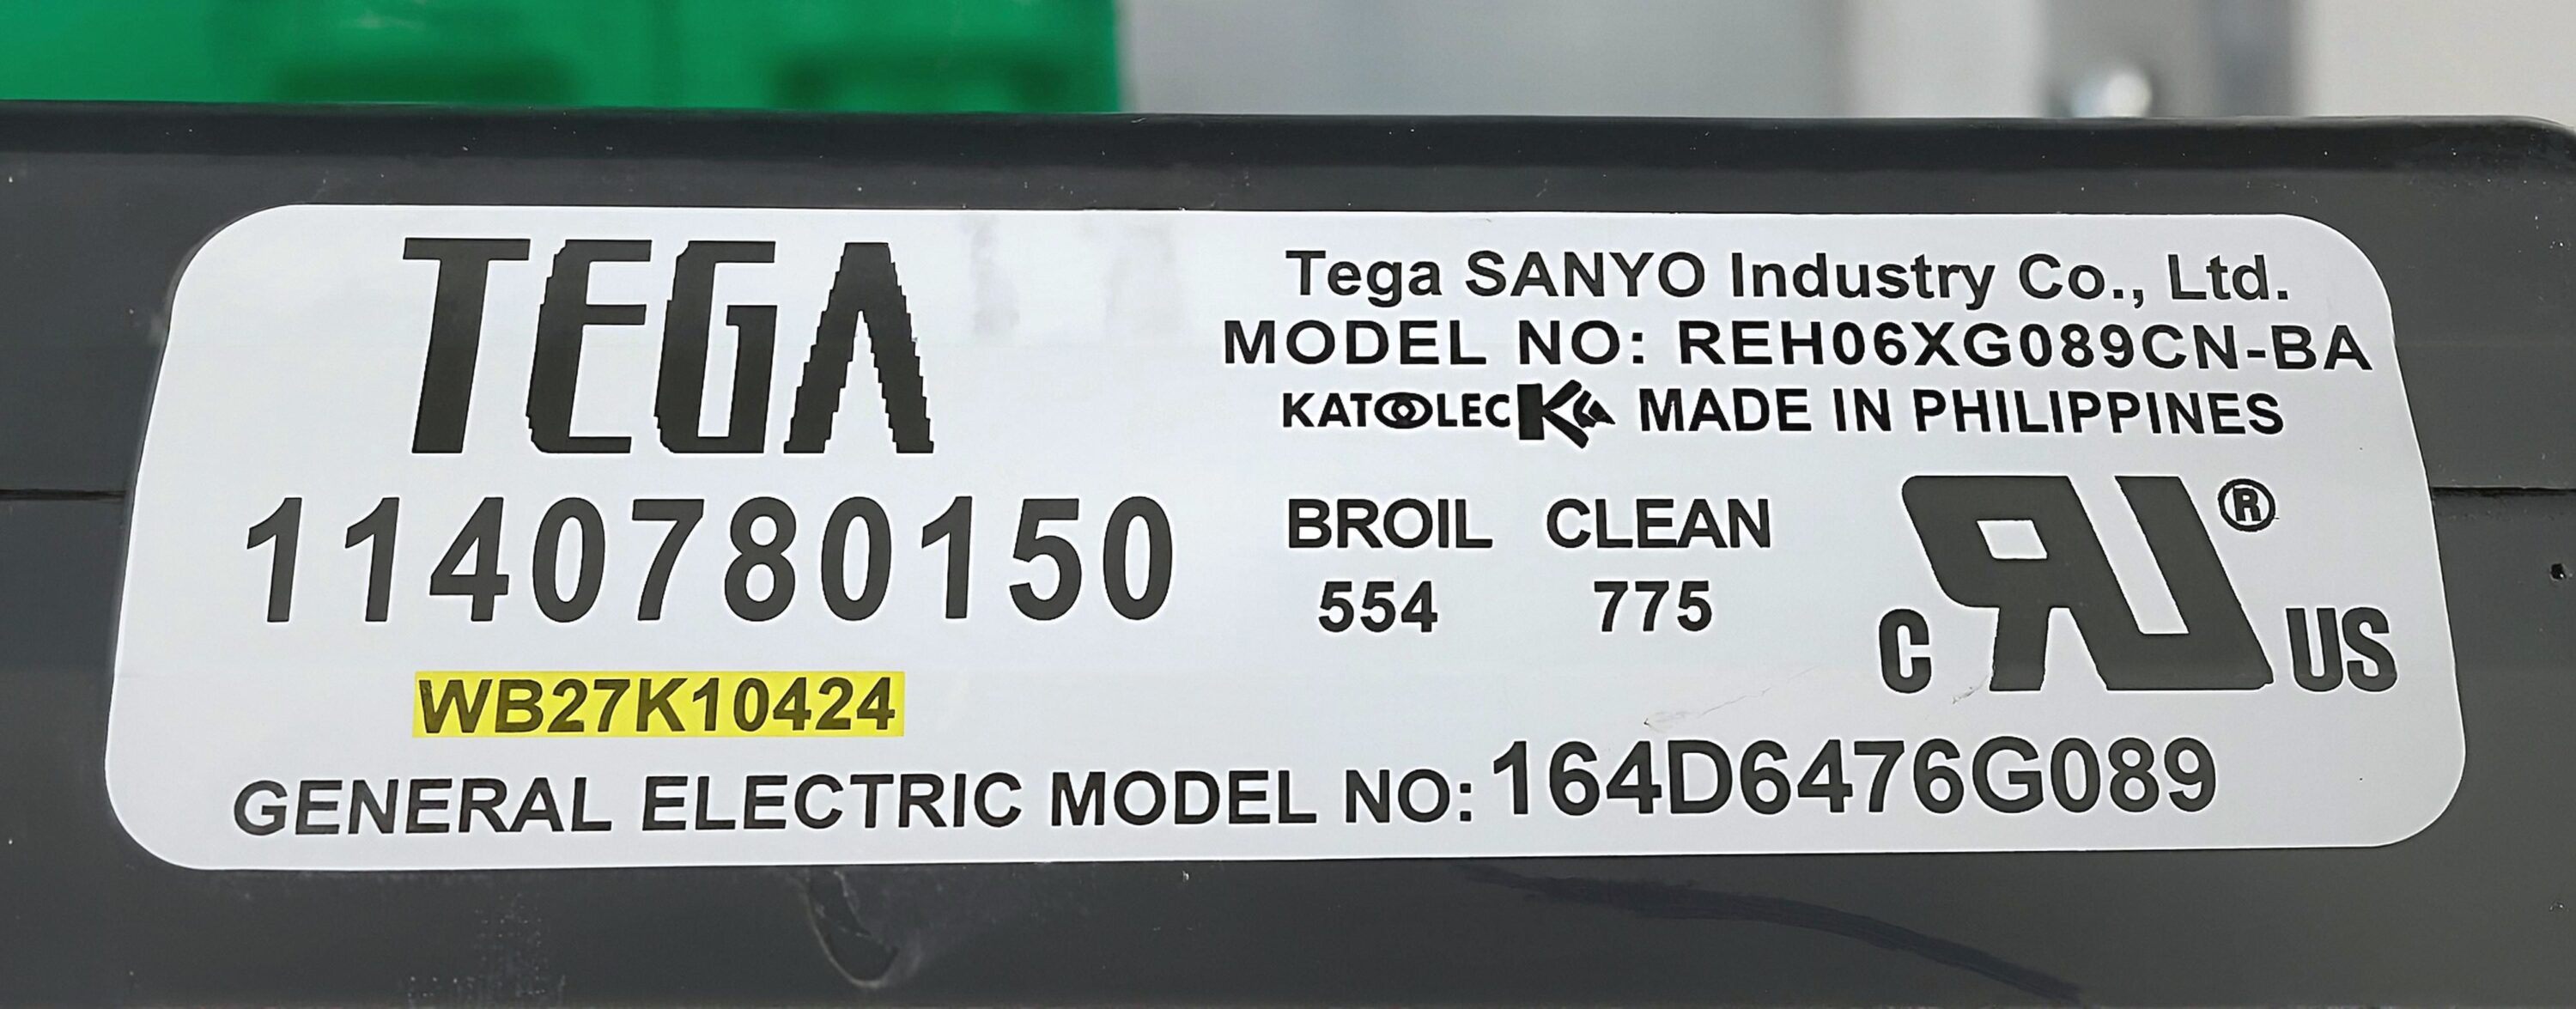 TEGA
Tega SANYO Industry Co., Ltd.
MODEL NO: REH06XG089CN-BA
KATOLEC K MADE IN PHILIPPINES
1140780150
BROIL CLEAN
554 775
WB27K10424
C RU® US
GENERAL ELECTRIC MODEL NO: 164D6476G089